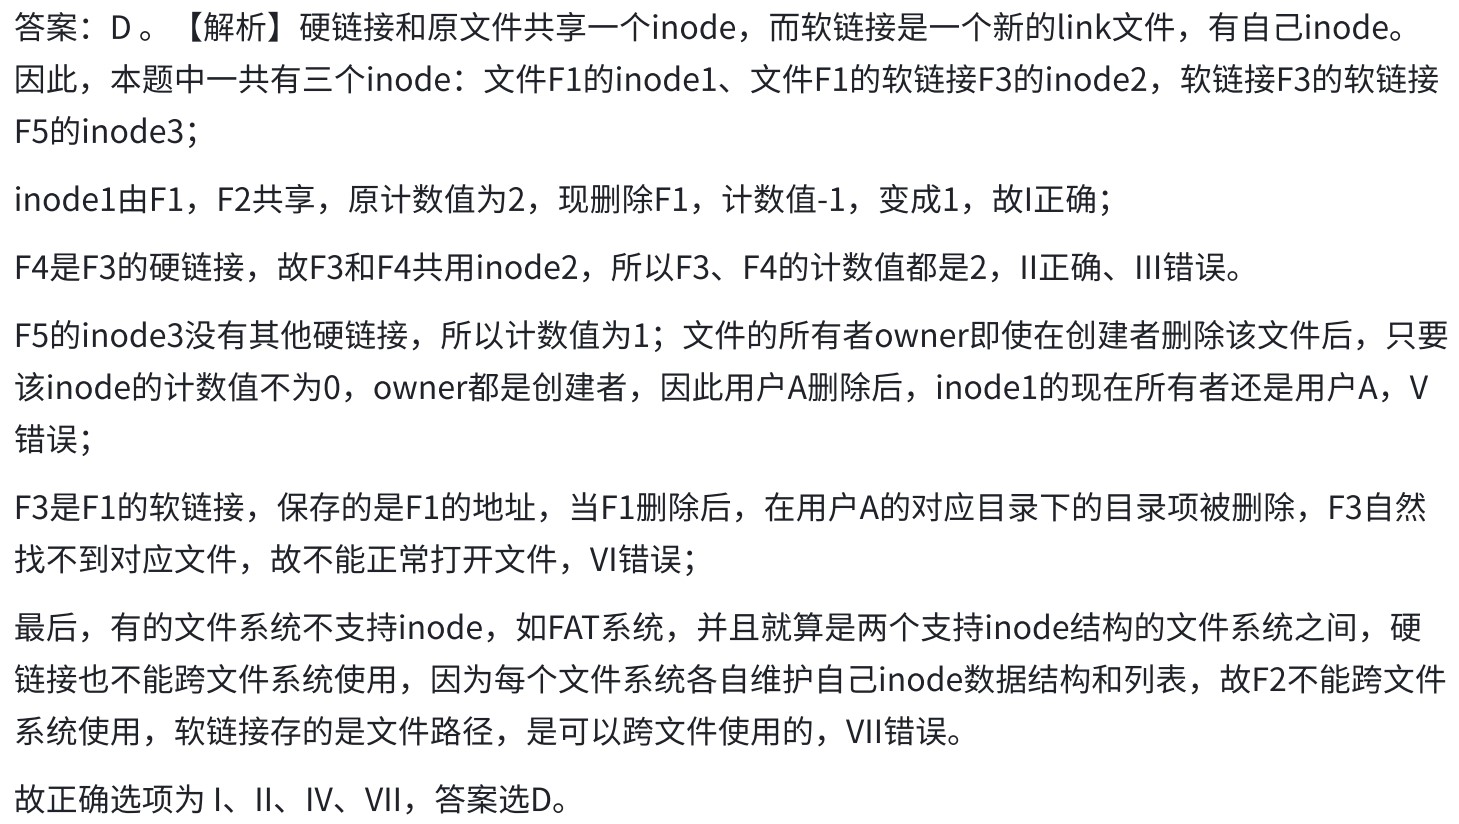 答案：D 。【解析】硬链接和原文件共享一个inode，而软链接是一个新的link文件，有自己inode。
因此，本题中一共有三个inode：文件F1的inode1、文件F1的软链接F3的inode2，软链接F3的软链接
F5的inode3；
inode1由F1，F2共享，原计数值为2，现删除F1，计数值-1，变成1，故I正确；
F4是F3的硬链接，故F3和F4共用inode2，所以F3、F4的计数值都是2，II正确、III错误。
F5的inode3没有其他硬链接，所以计数值为1；文件的所有者owner即使在创建者删除该文件后，只要
该inode的计数值不为0，owner都是创建者，因此用户A删除后，inode1的现在所有者还是用户A，V
错误；
F3是F1的软链接，保存的是F1的地址，当F1删除后，在用户A的对应目录下的目录项被删除，F3自然
找不到对应文件，故不能正常打开文件，VI错误；
最后，有的文件系统不支持inode，如FAT系统，并且就算是两个支持inode结构的文件系统之间，硬
链接也不能跨文件系统使用，因为每个文件系统各自维护自己inode数据结构和列表，故F2不能跨文件
系统使用，软链接存的是文件路径，是可以跨文件使用的，VII错误。
故正确选项为 I、II、IV、VII，答案选D。